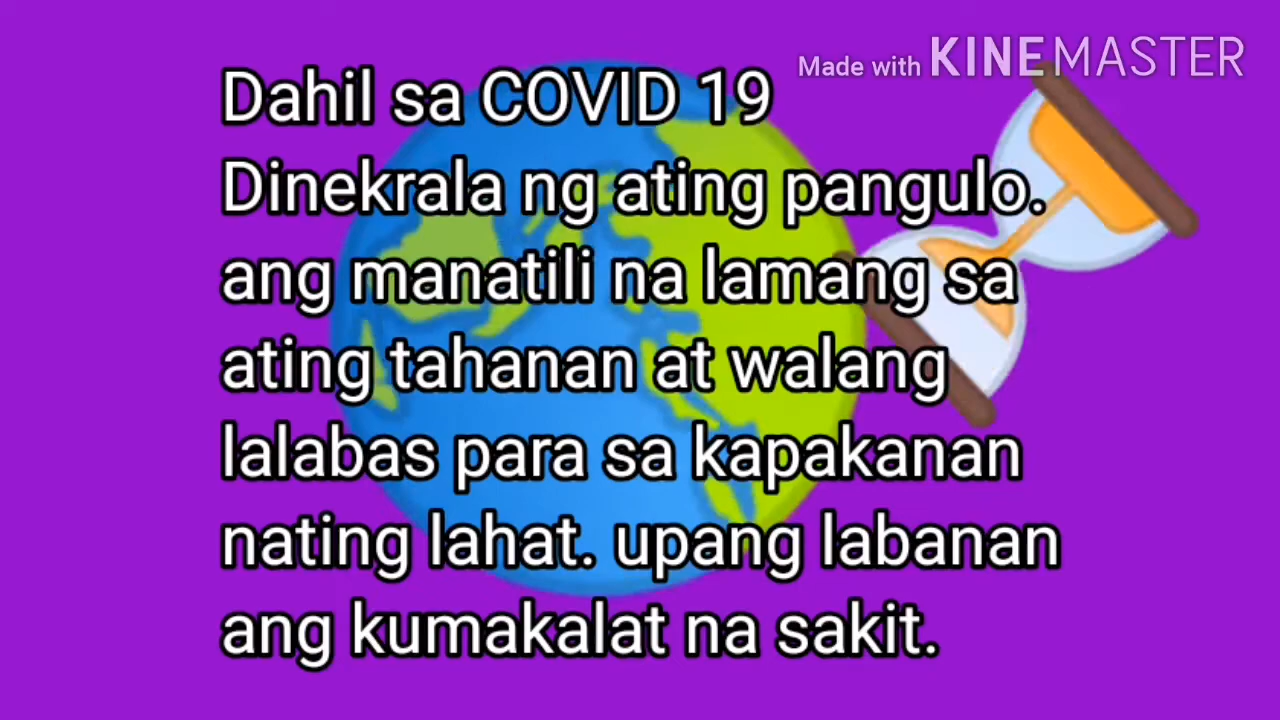 Made with KINEMASTER
Dahil sa COVID 19
Dinekrala ng ating pangulo.
ang manatili na lamang sa
ating tahanan at walang
lalabas para sa kapakanan
nating lahat. upang labanan
ang kumakalat na sakit.